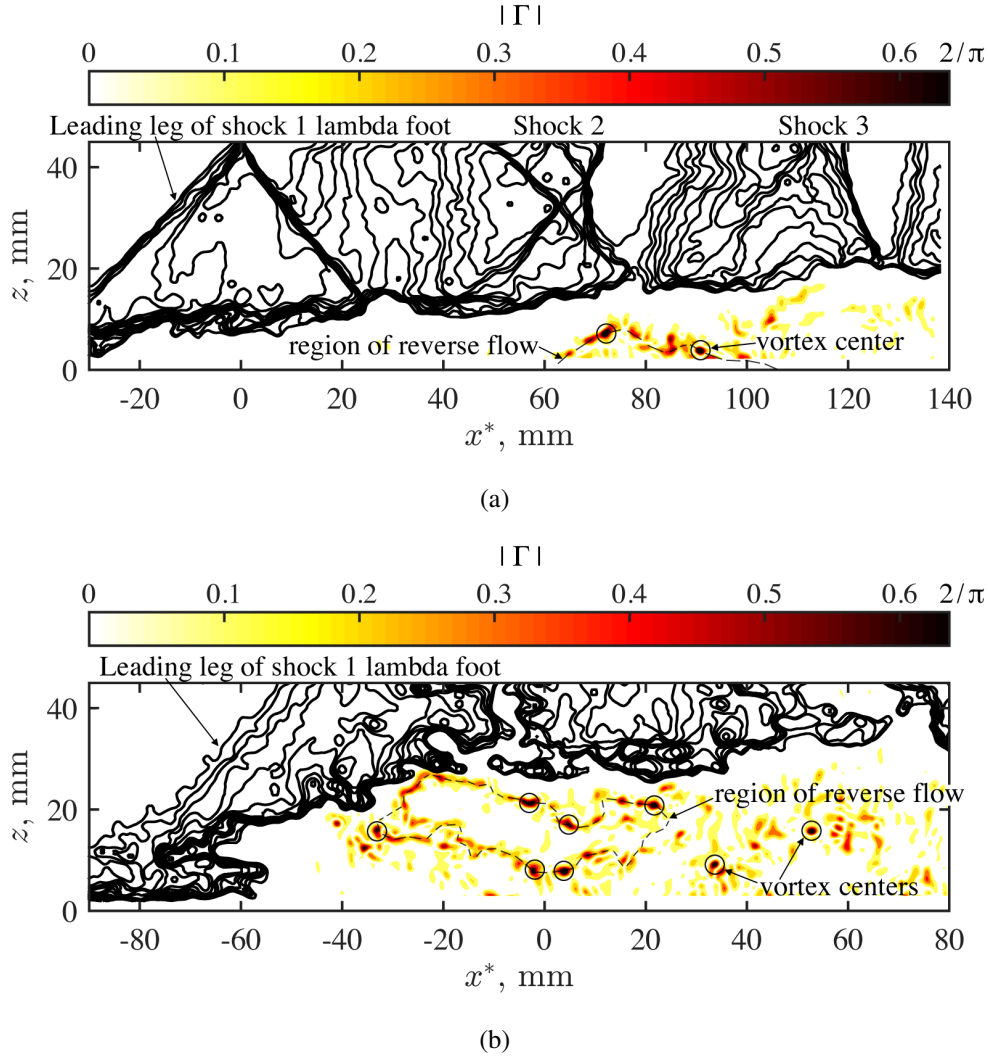 | Γ |
0 0.1 0.2 0.3 0.4 0.5 0.6 2/π
Leading leg of shock 1 lambda foot Shock 2 Shock 3
40
20
0
z, mm
region of reverse flow
vortex center
-20 0 20 40 60 80 100 120 140
x*, mm
(a)
| Γ |
0 0.1 0.2 0.3 0.4 0.5 0.6 2/π
Leading leg of shock 1 lambda foot
40
20
0
z, mm
region of reverse flow
vortex centers
-80 -60 -40 -20 0 20 40 60 80
x*, mm
(b)